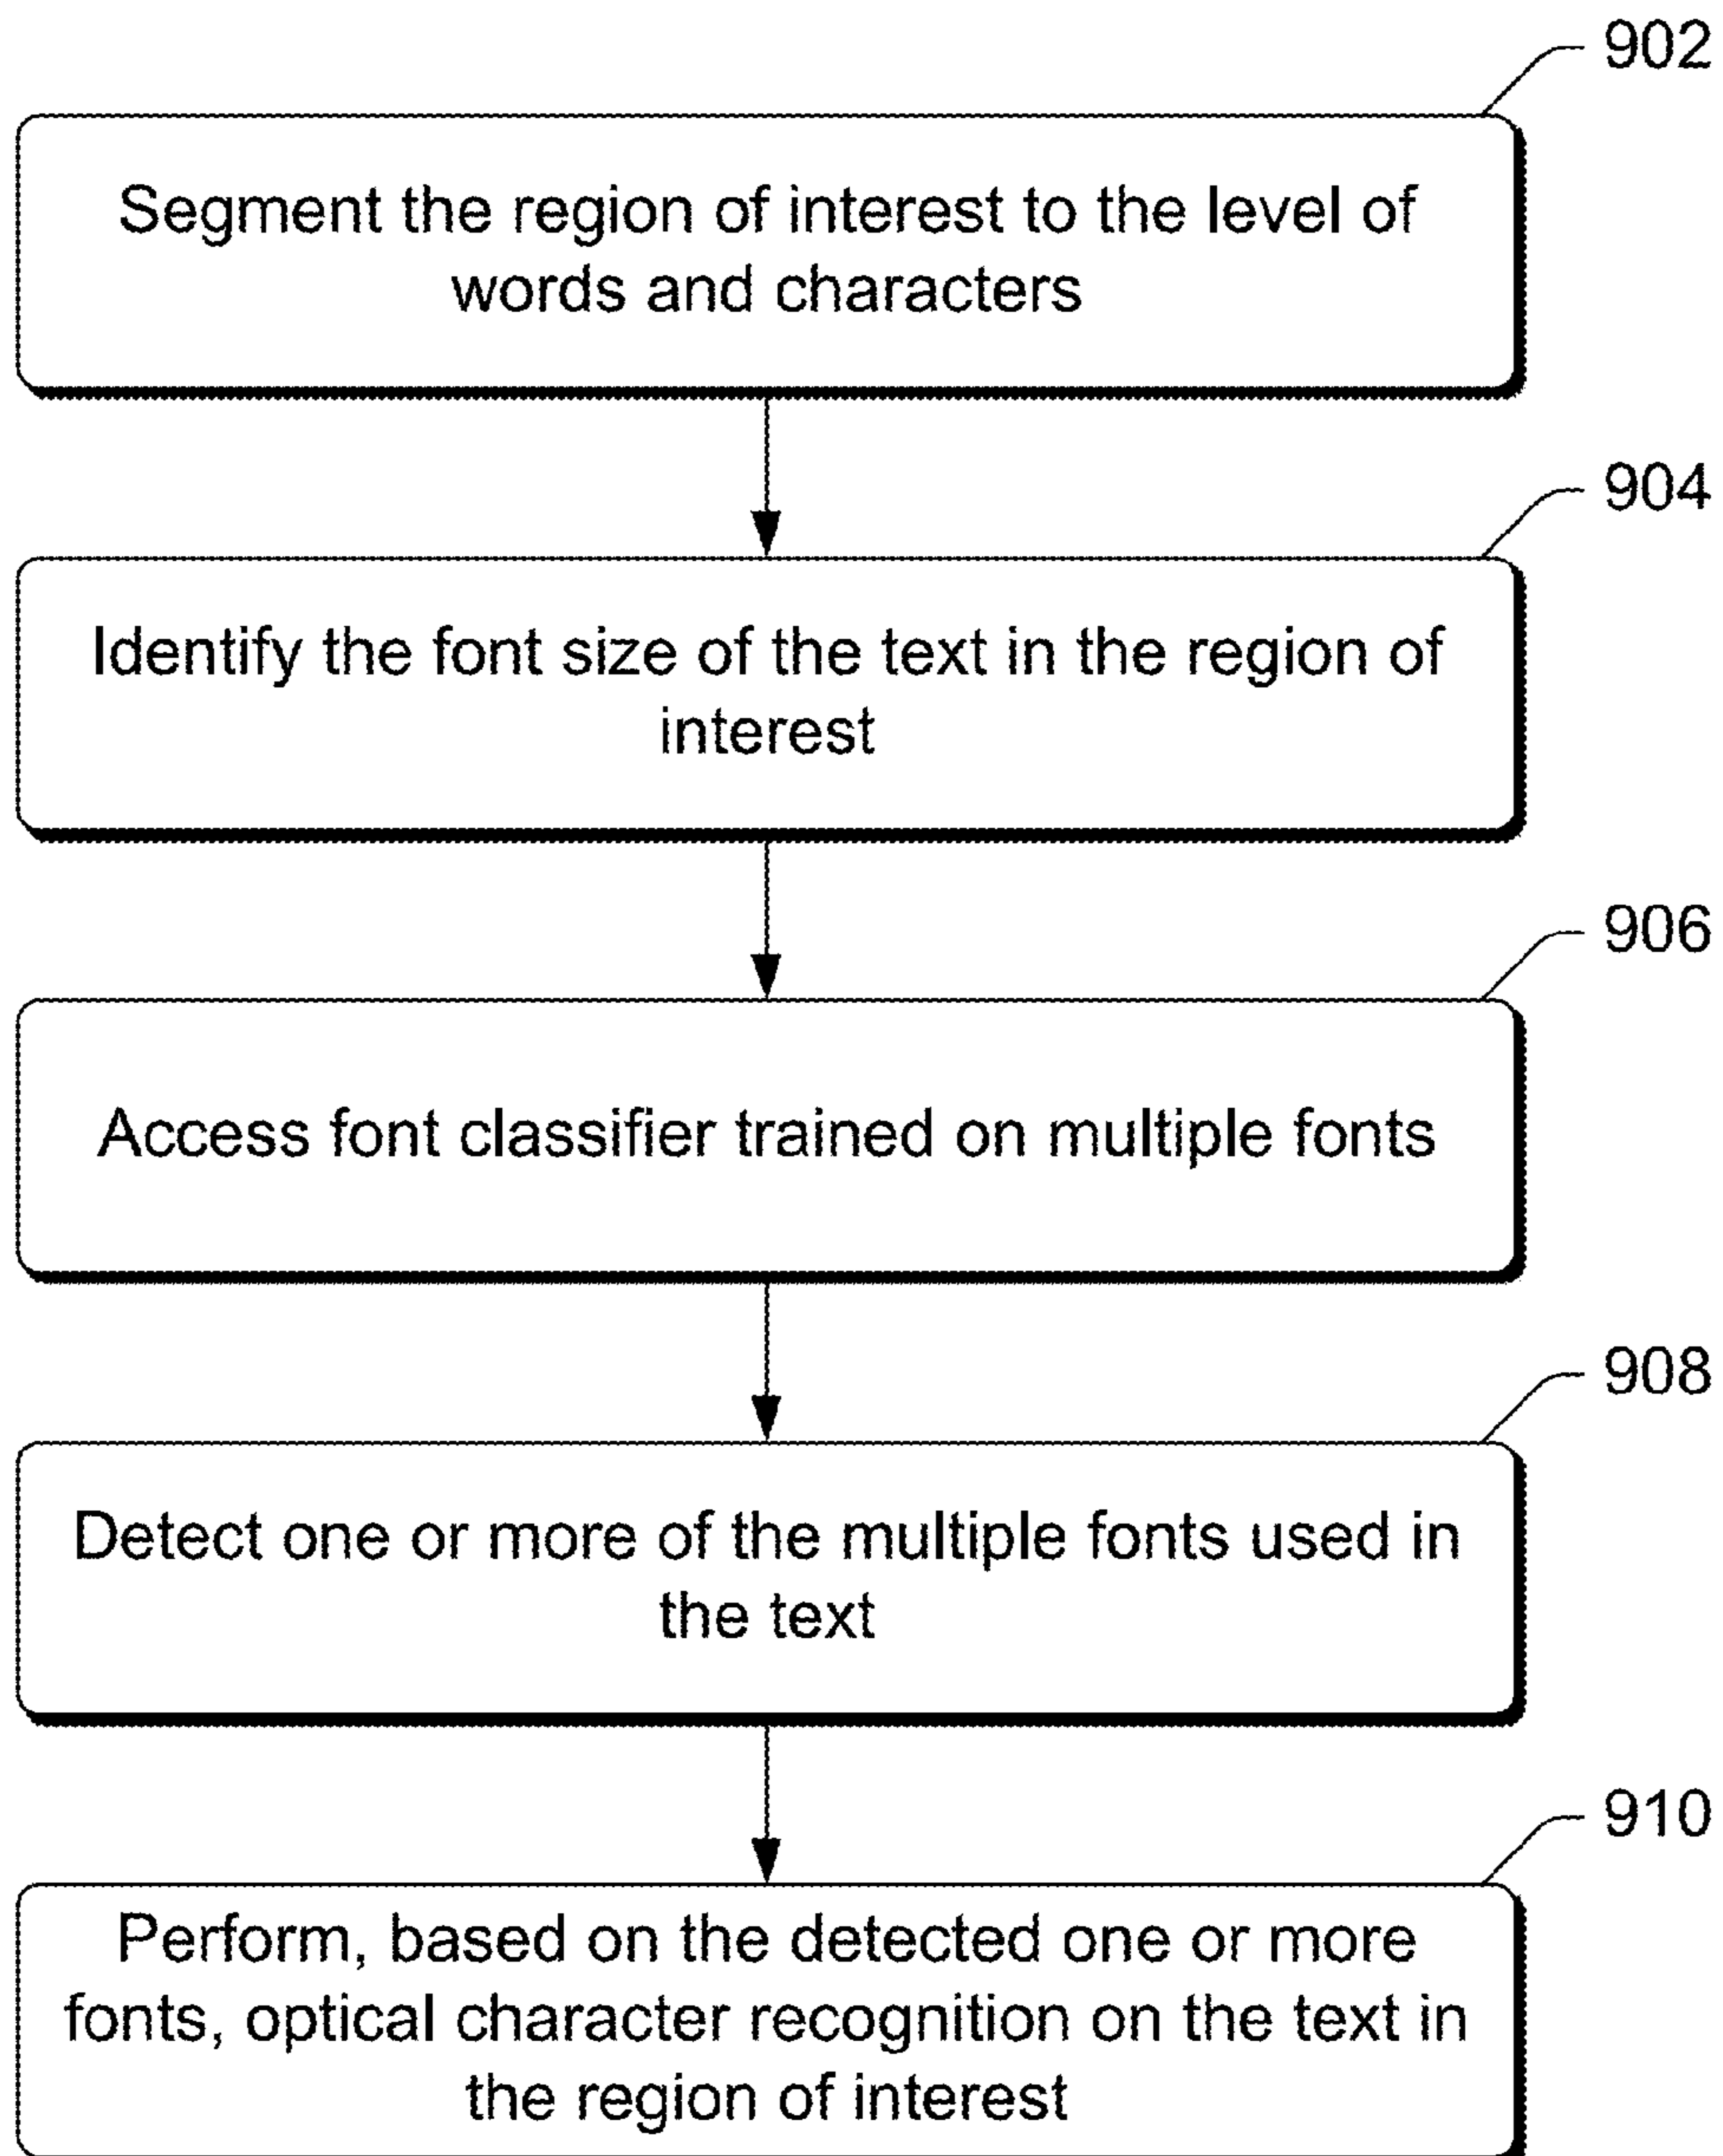 902
Segment the region of interest to the level of
words and characters
904
Identify the font size of the text in the region of
interest
906
Access font classifier trained on multiple fonts
908
Detect one or more of the multiple fonts used in
the text
910
Perform, based on the detected one or more
fonts, optical character recognition on the text in
the region of interest